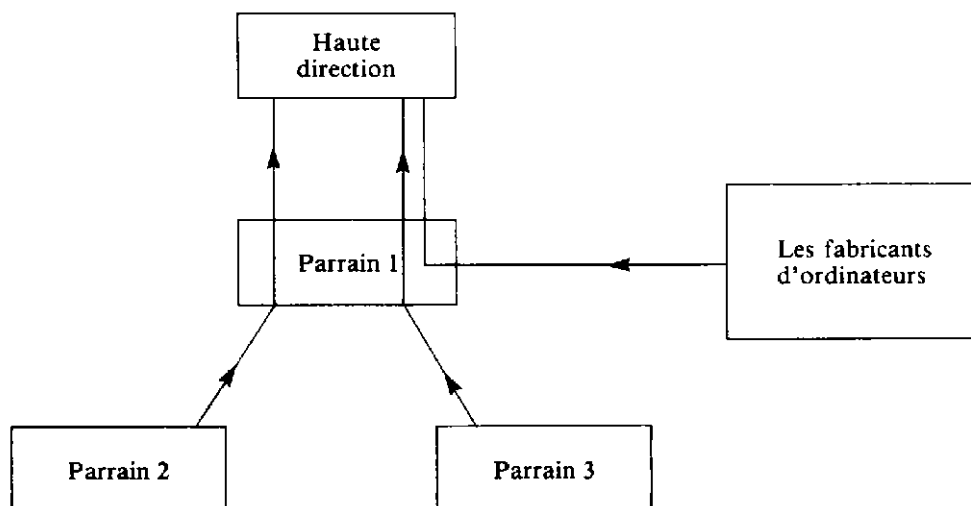 Haute
direction
Parrain 1
Les fabricants
d'ordinateurs
Parrain 2
Parrain 3